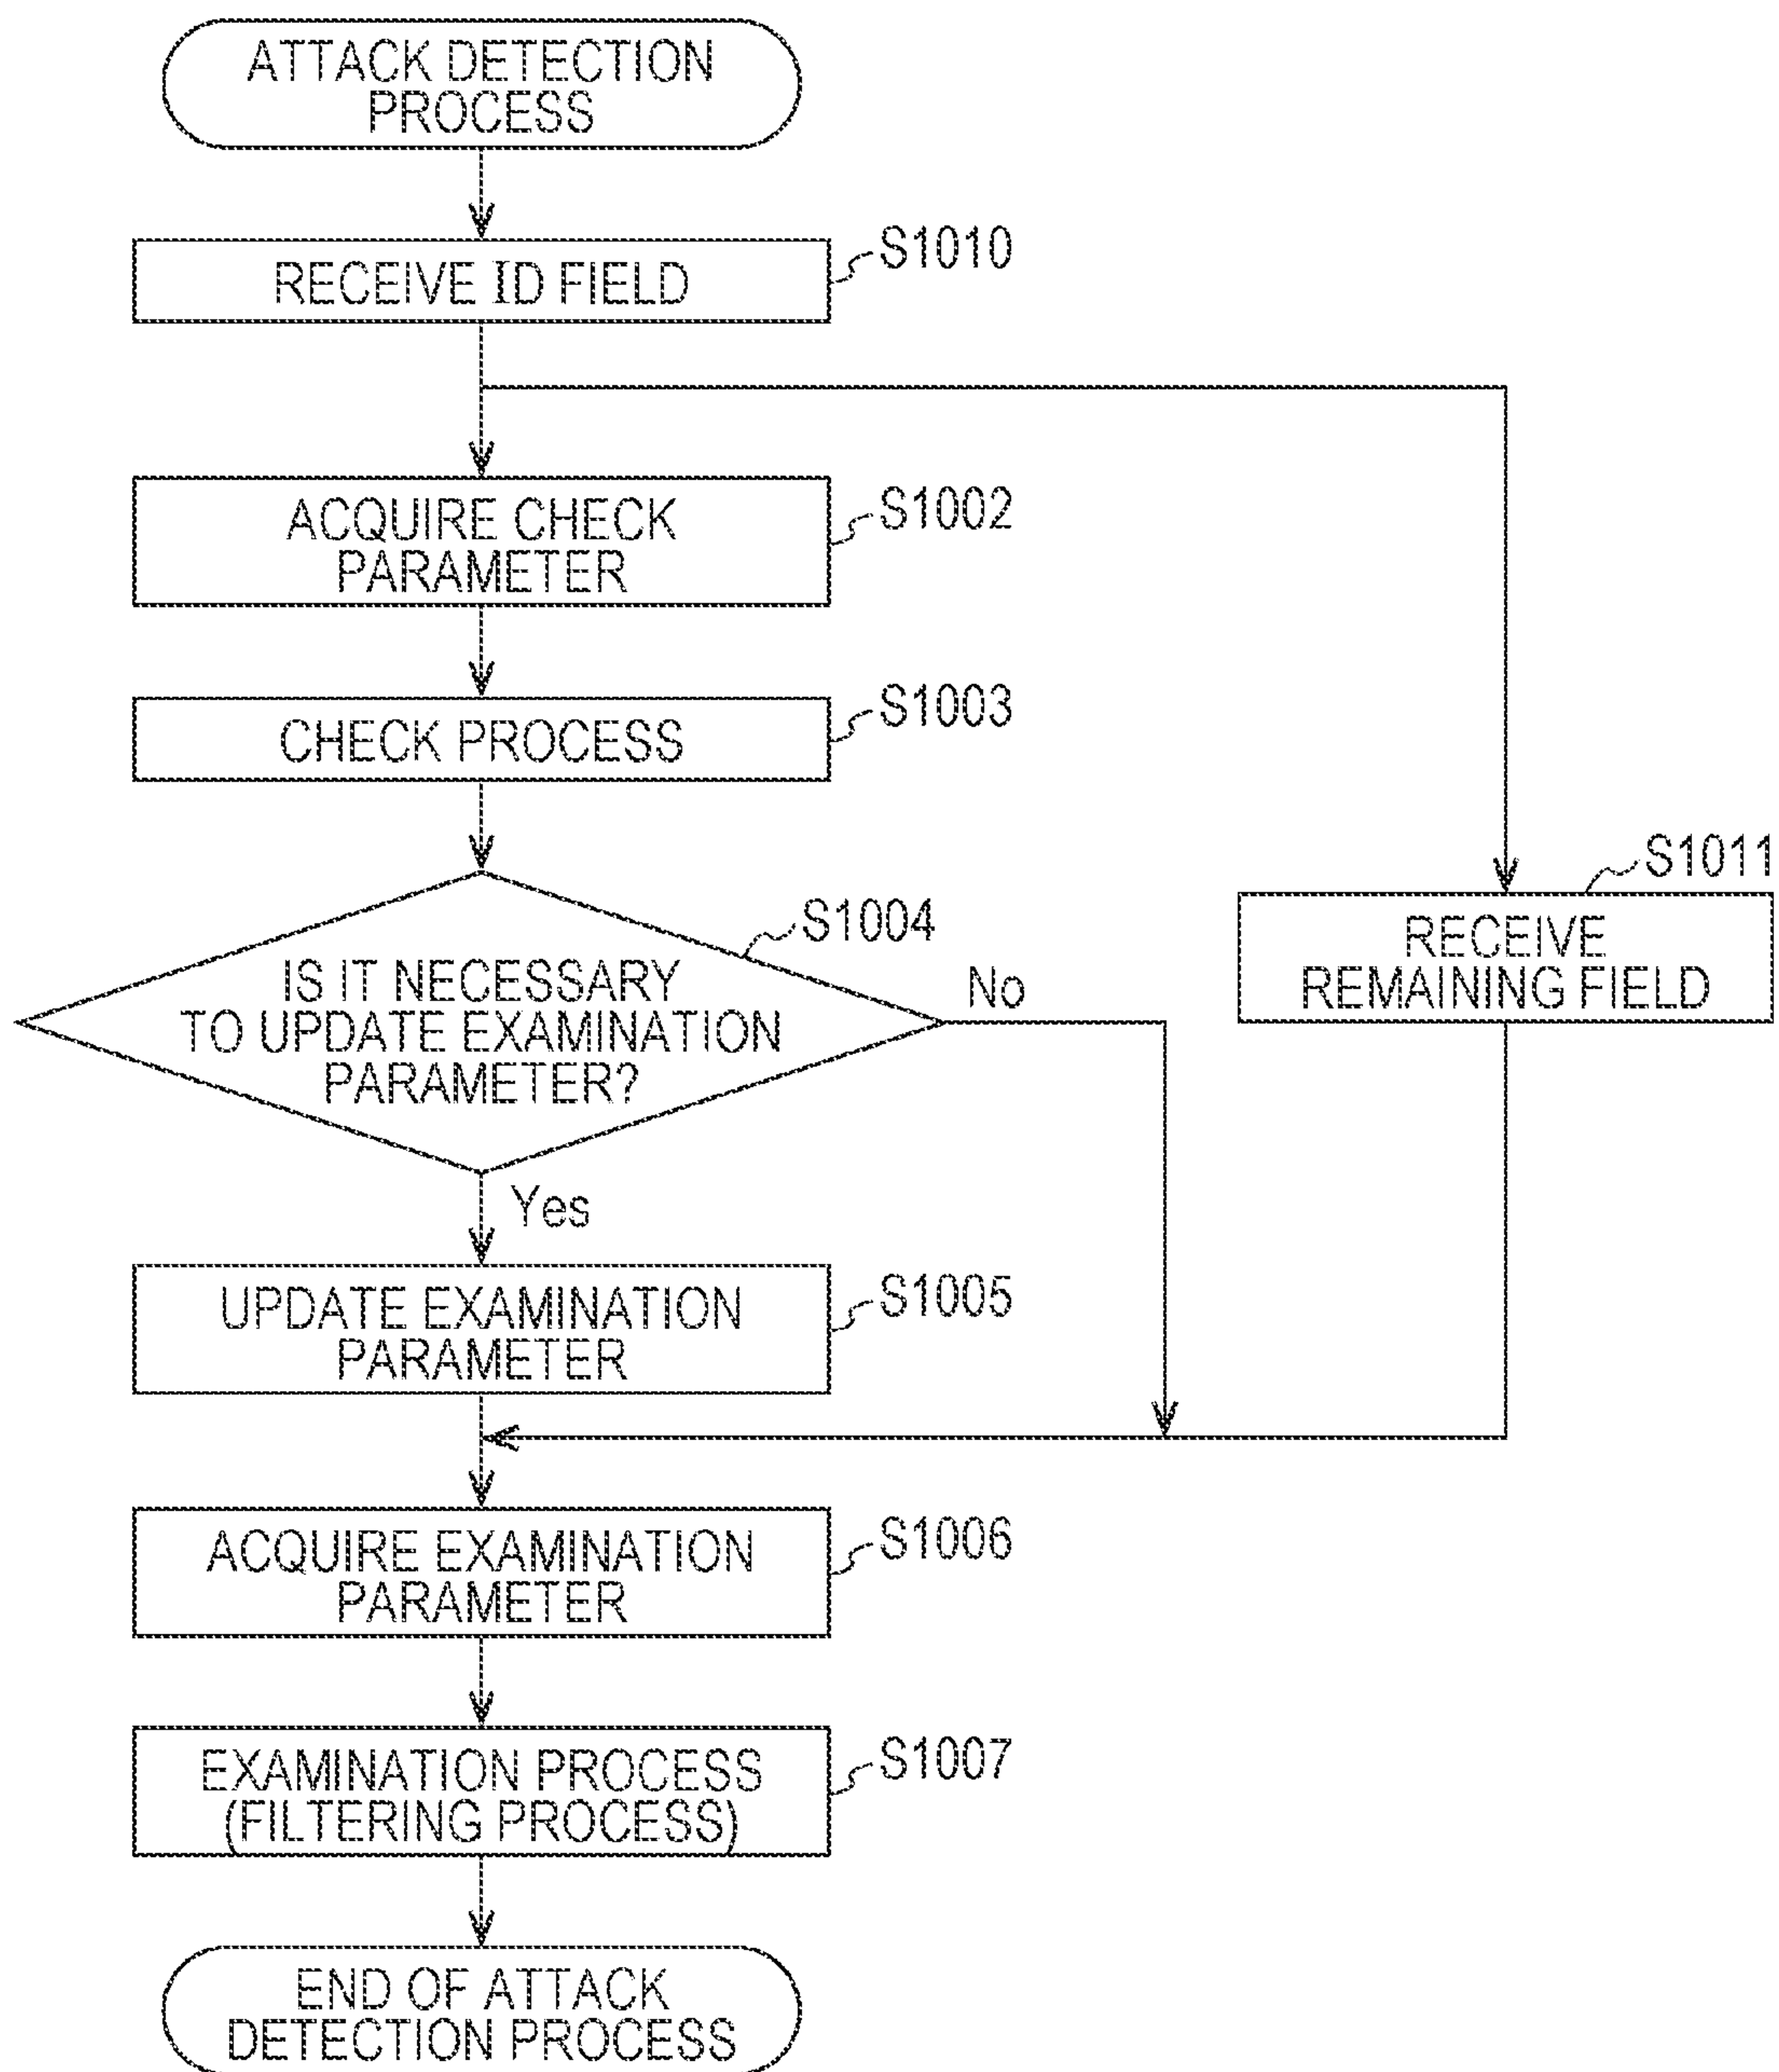 ATTACK DETECTION
PROCESS
RECEIVE ID FIELD
S1010
ACQUIRE CHECK
PARAMETER
S1002
CHECK PROCESS
S1003
IS IT NECESSARY
TO UPDATE EXAMINATION
PARAMETER?
S1004
No
Yes
RECEIVE
REMAINING FIELD
S1011
UPDATE EXAMINATION
PARAMETER
S1005
ACQUIRE EXAMINATION
PARAMETER
S1006
EXAMINATION PROCESS
(FILTERING PROCESS)
S1007
END OF ATTACK
DETECTION PROCESS